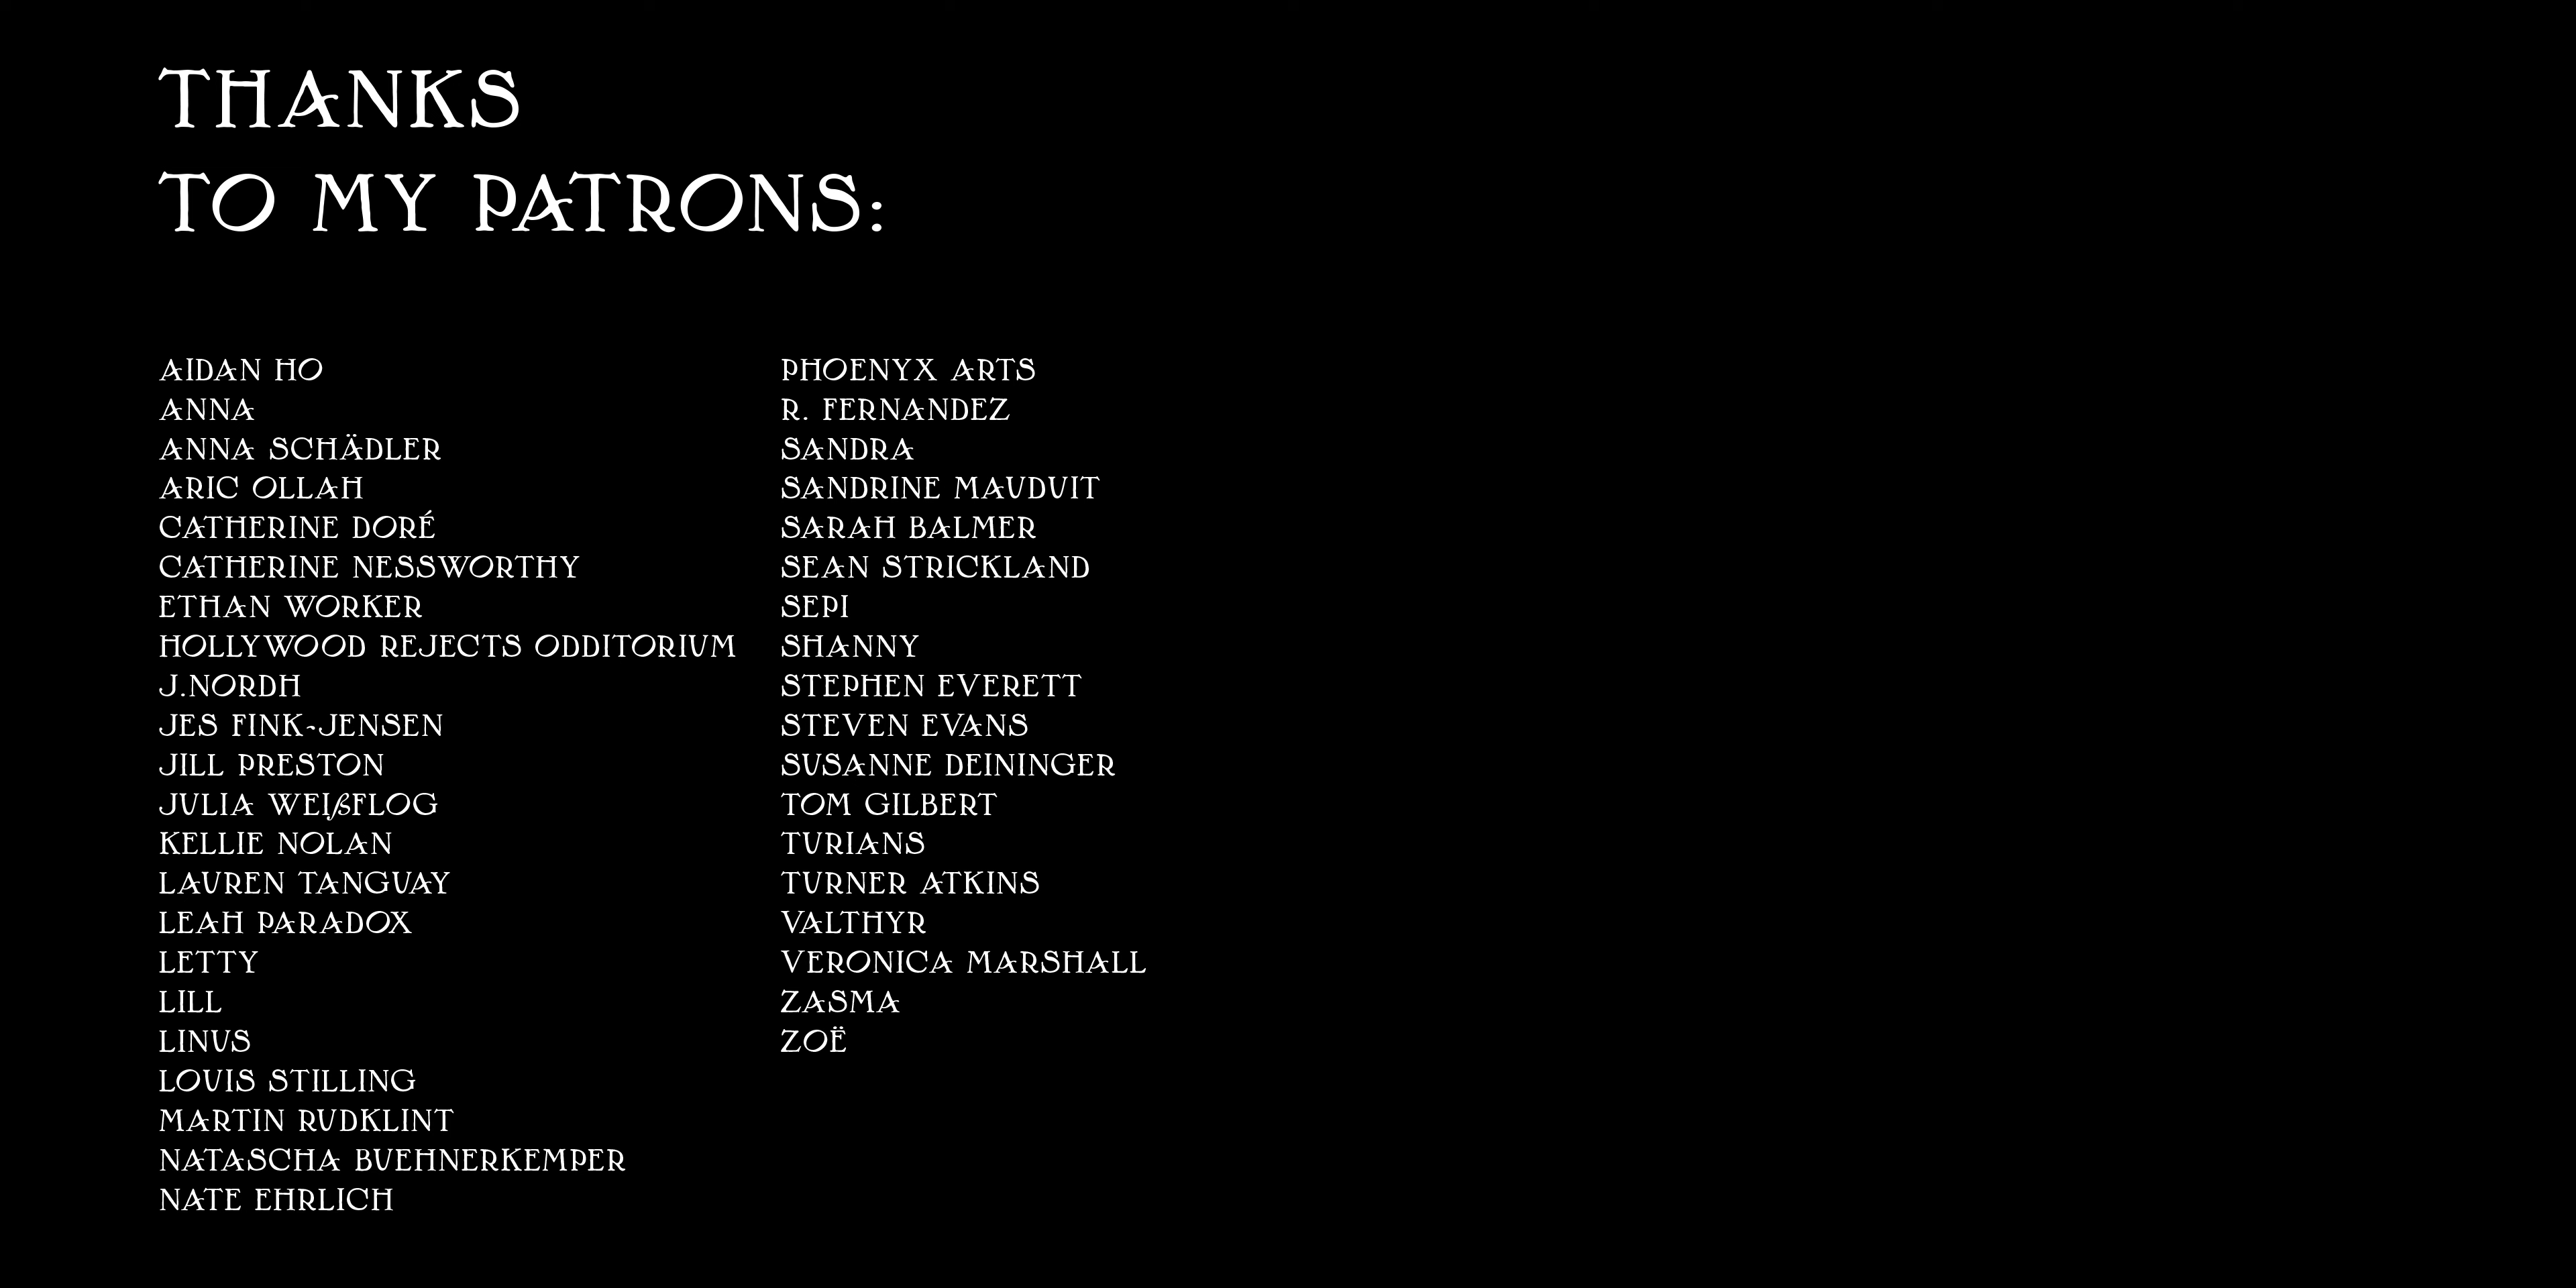 THANKS
TO MY PATRONS:
AIDAN HO
ANNA
ANNA SCHÄDLER
ARIC OLLAH
CATHERINE DORÉ
CATHERINE NESSWORTHY
ETHAN WORKER
HOLLYWOOD REJECTS ODDITORIUM
J.NORDH
JES FINK-JENSEN
JILL PRESTON
JULIA WEIßFLOG
KELLIE NOLAN
LAUREN TANGUAY
LEAH PARADOX
LETTY
LILL
LINUS
LOUIS STILLING
MARTIN RUDKLINT
NATASCHA BUEHNERKEMPER
NATE EHRLICH
PHOENYX ARTS
R. FERNANDEZ
SANDRA
SANDRINE MAUDUIT
SARAH BALMER
SEAN STRICKLAND
SEPI
SHANNY
STEPHEN EVERETT
STEVEN EVANS
SUSANNE DEININGER
TOM GILBERT
TURIANS
TURNER ATKINS
VALTHYR
VERONICA MARSHALL
ZASMA
ZOË